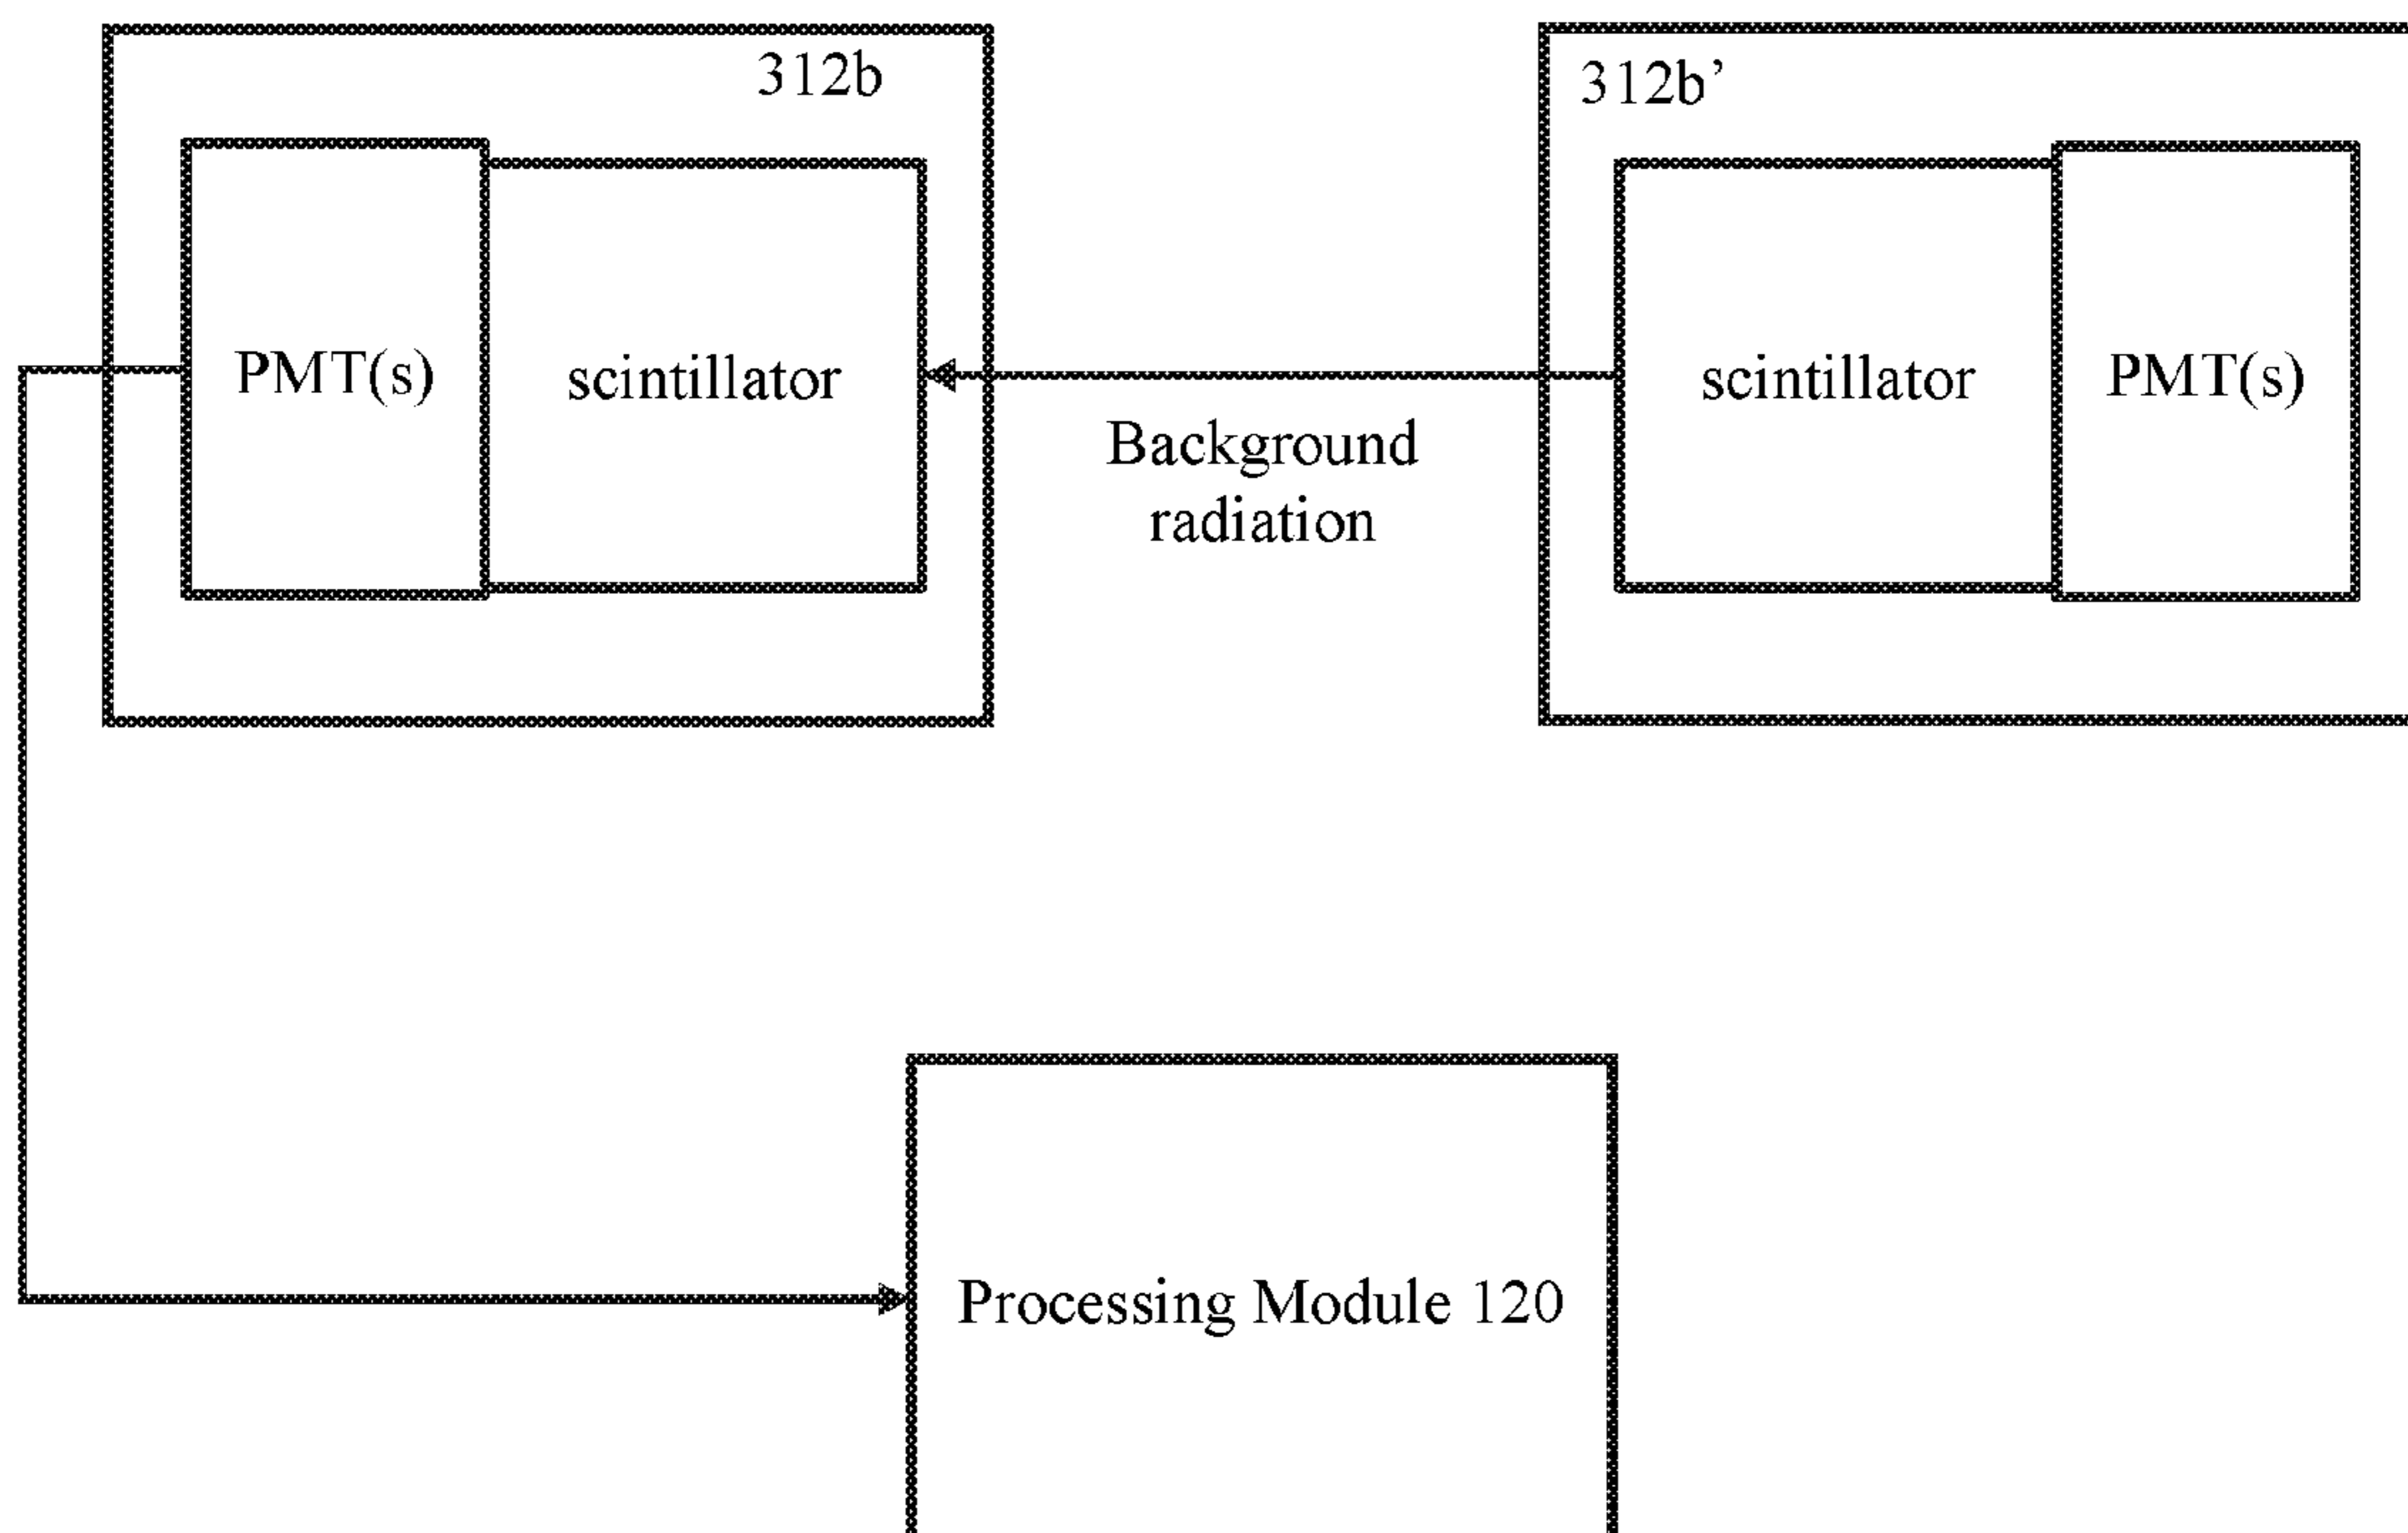 312b
312b’
PMT(s)
scintillator
Background
radiation
scintillator
PMT(s)
Processing Module 120